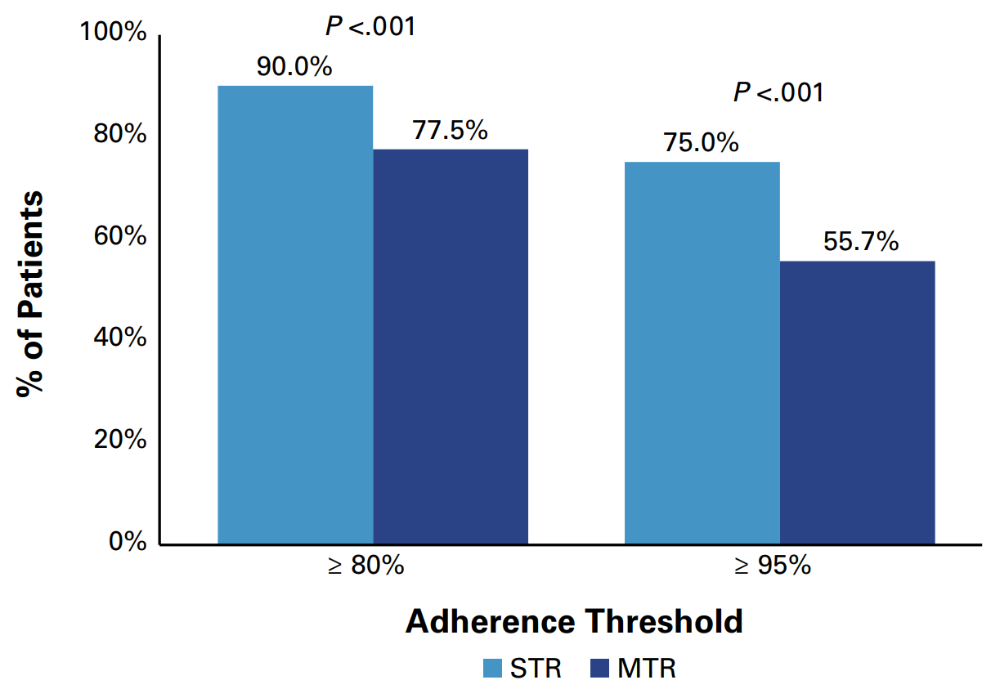 P <.001
100%
90.0%
P <.001
80%
77.5%
75.0%
60%
55.7%
% of Patients
40%
20%
0%
≥ 80%
≥ 95%
Adherence Threshold
STR
MTR